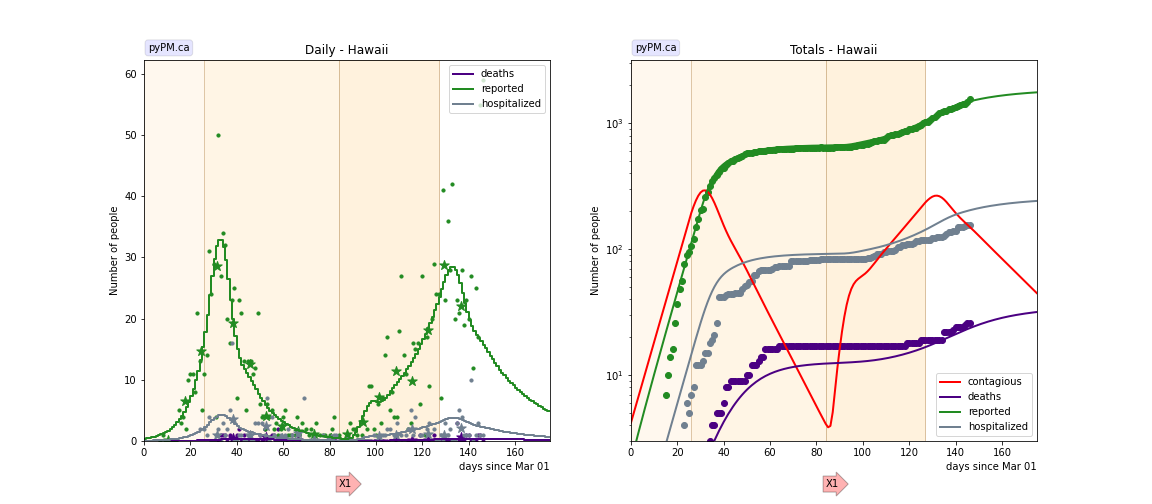 pyPM.ca
Daily - Hawaii
Number of people
60
50
40
30
20
10
0
0 20 40 60 80 100 120 140 160
days since Mar 01
deaths
reported
hospitalized
X1
pyPM.ca
Totals - Hawaii
Number of people
10³
10²
10¹
0 20 40 60 80 100 120 140 160
days since Mar 01
contagious
deaths
reported
hospitalized
X1